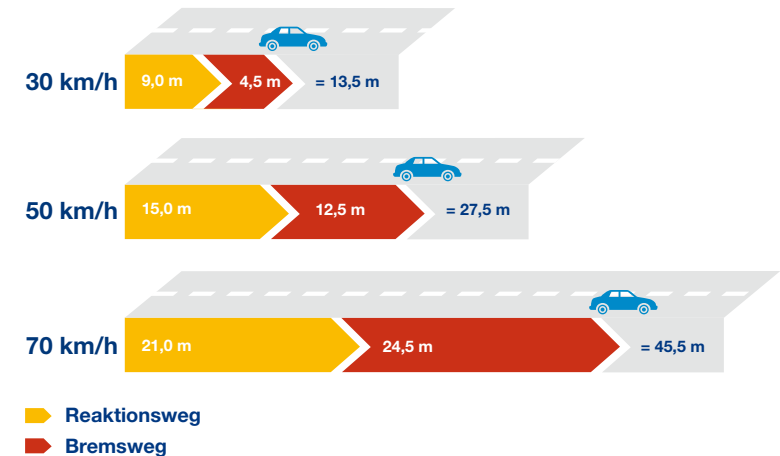 30 km/h 9,0 m 4,5 m = 13,5 m
50 km/h 15,0 m 12,5 m = 27,5 m
70 km/h 21,0 m 24,5 m = 45,5 m
Reaktionsweg
Bremsweg